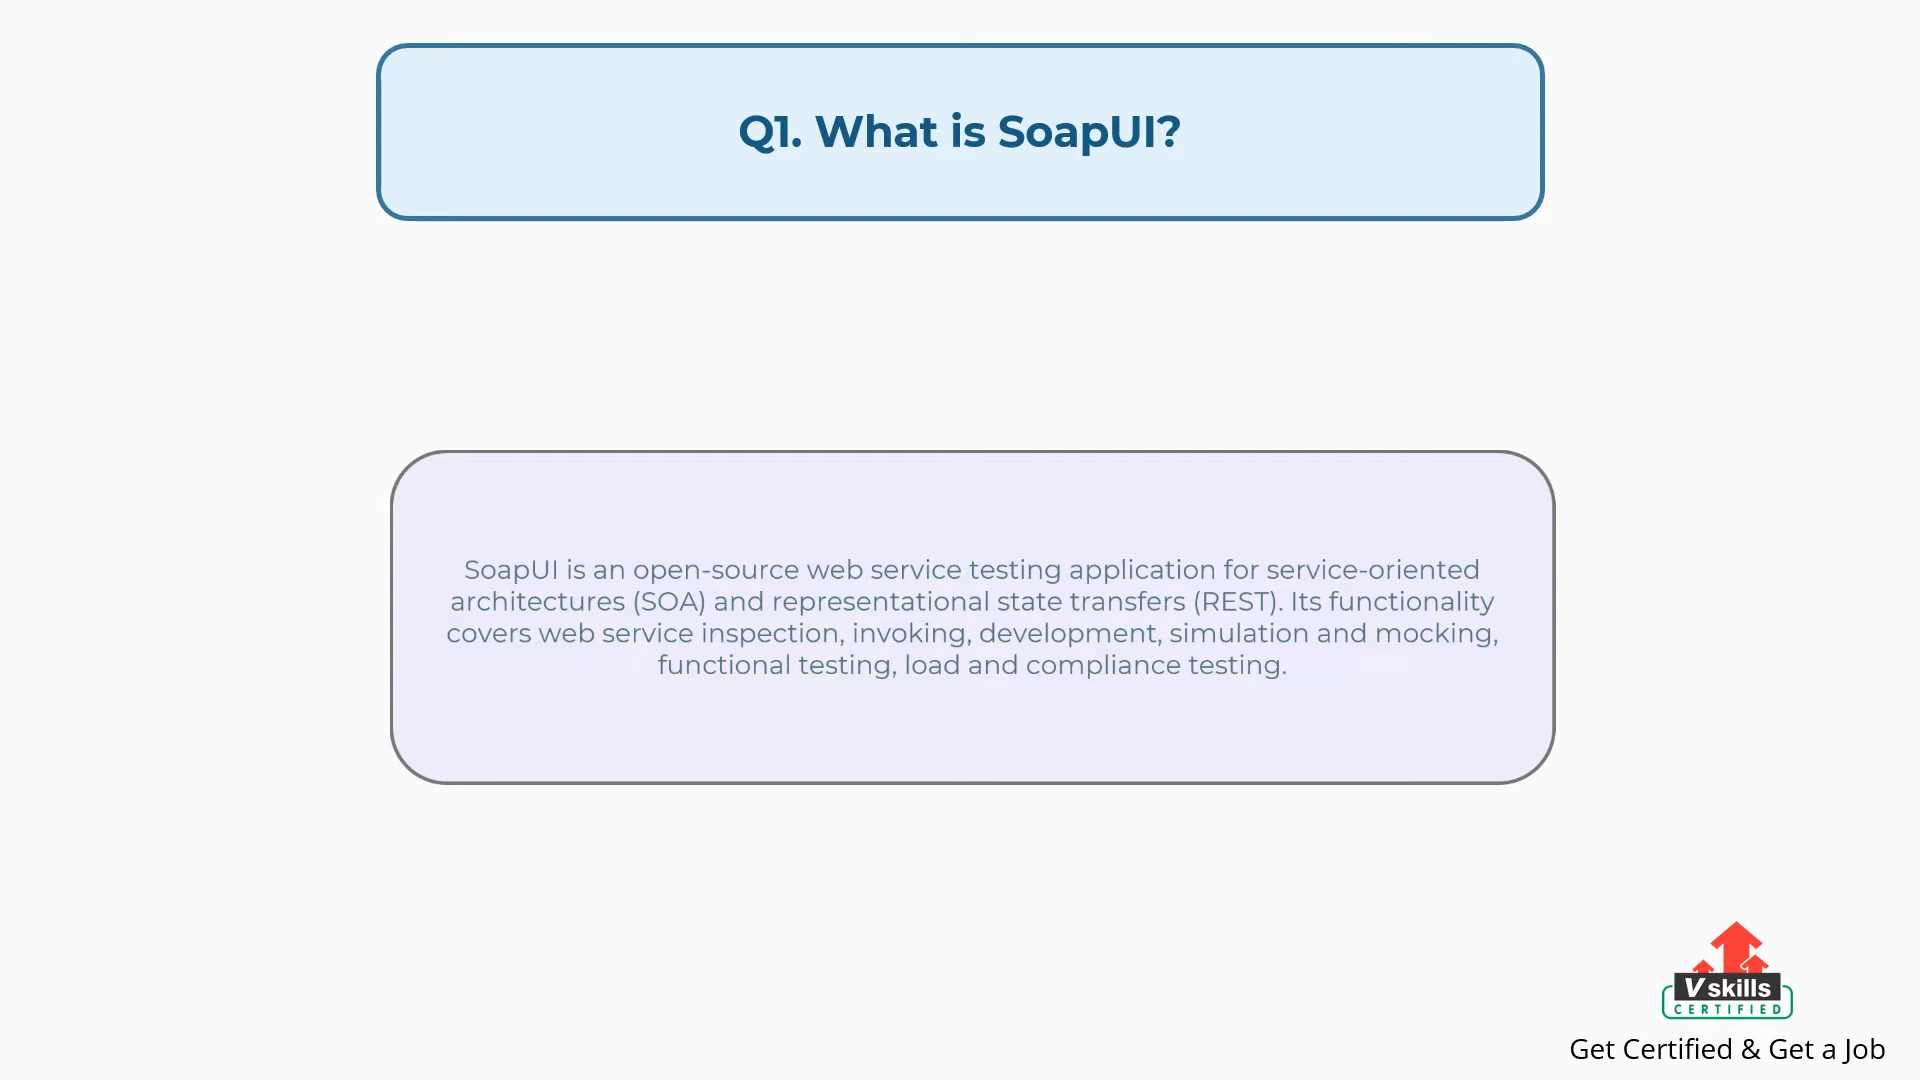 Q1. What is SoapUI?
SoapUI is an open-source web service testing application for service-oriented
architectures (SOA) and representational state transfers (REST). Its functionality
covers web service inspection, invoking, development, simulation and mocking,
functional testing, load and compliance testing.
Vskills
CERTIFIED
Get Certified & Get a Job